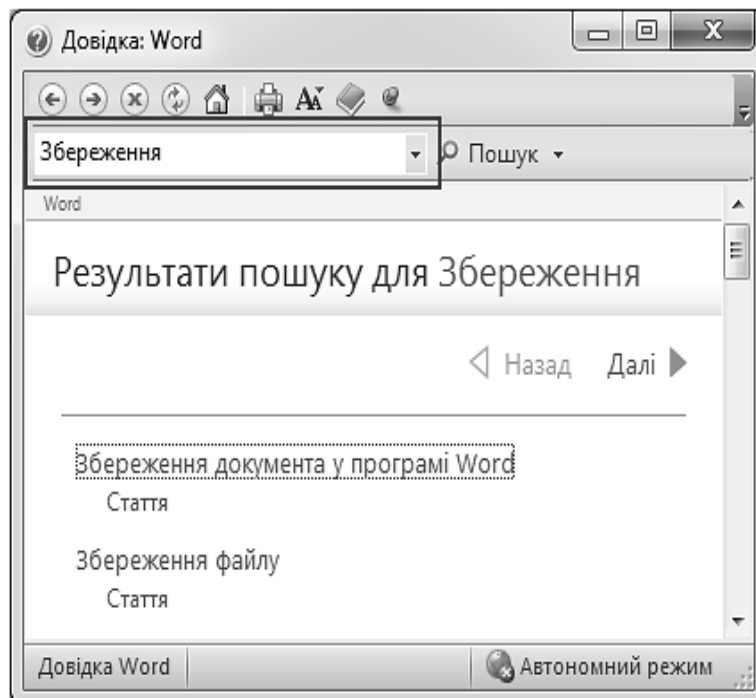 Довідка: Word
Збереження
Пошук
Word
Результати пошуку для Збереження
Назад Далі
Збереження документа у програмі Word
Стаття
Збереження файлу
Стаття
Довідка Word Автономний режим